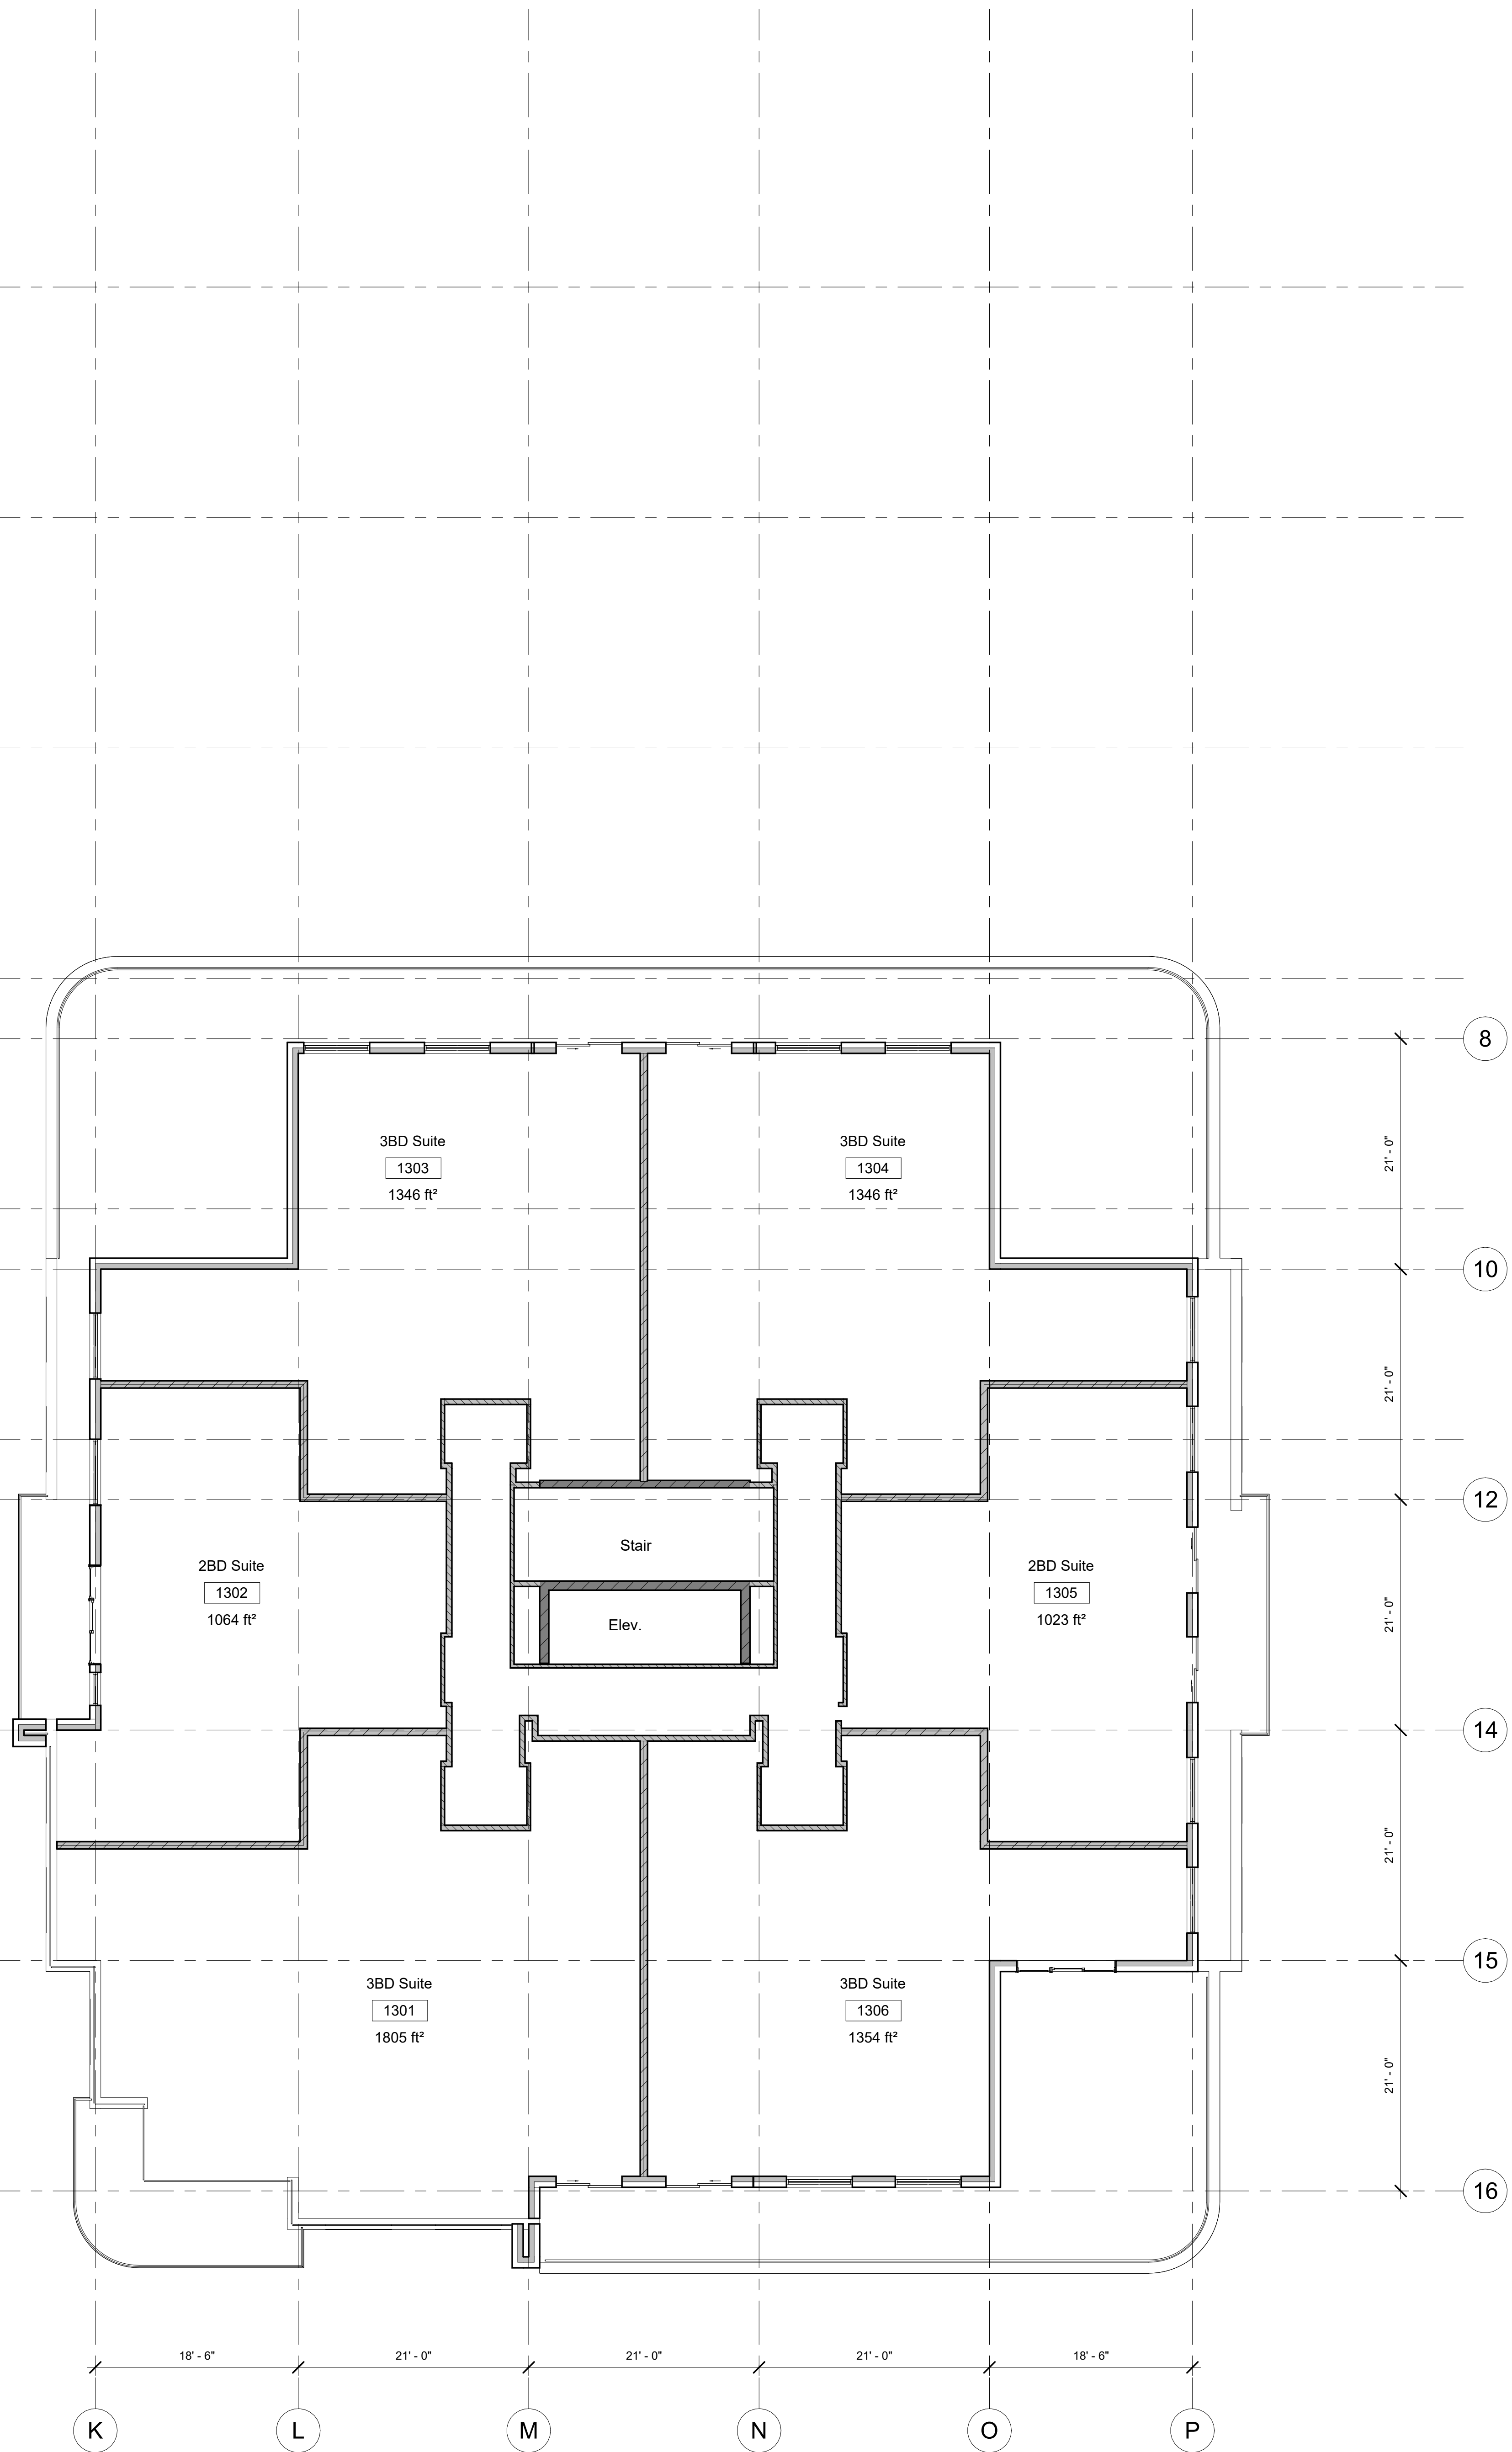 8
3BD Suite
1303
1346 ft²
3BD Suite
1304
1346 ft²
21' - 0"
10
21' - 0"
12
Stair
2BD Suite
1302
1064 ft²
2BD Suite
1305
1023 ft²
Elev.
21' - 0"
14
21' - 0"
15
3BD Suite
1301
1805 ft²
3BD Suite
1306
1354 ft²
21' - 0"
16
18' - 6"
21' - 0"
21' - 0"
21' - 0"
18' - 6"
K
L
M
N
O
P